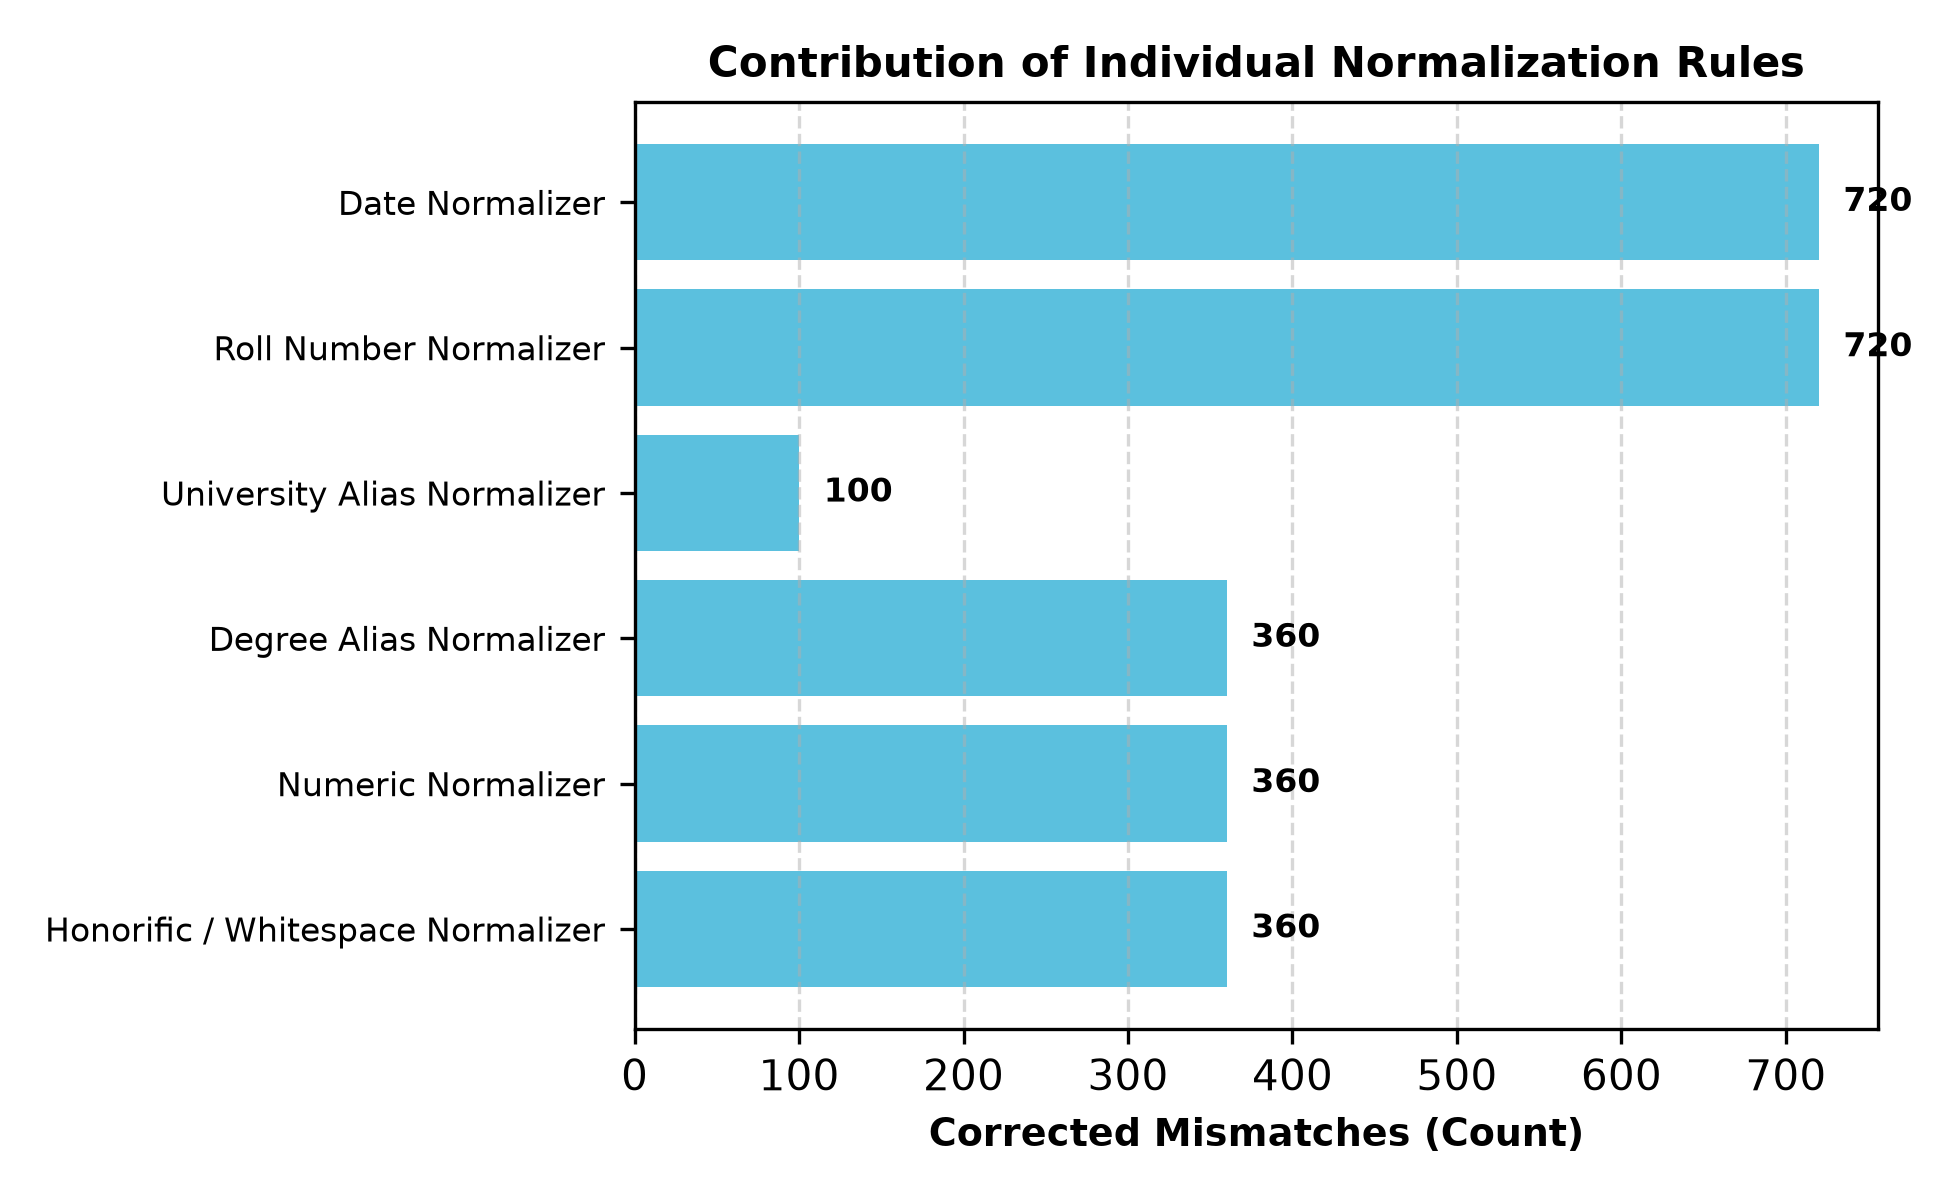 Contribution of Individual Normalization Rules
Date Normalizer 720
Roll Number Normalizer 720
University Alias Normalizer 100
Degree Alias Normalizer 360
Numeric Normalizer 360
Honorific / Whitespace Normalizer 360
0 100 200 300 400 500 600 700
Corrected Mismatches (Count)